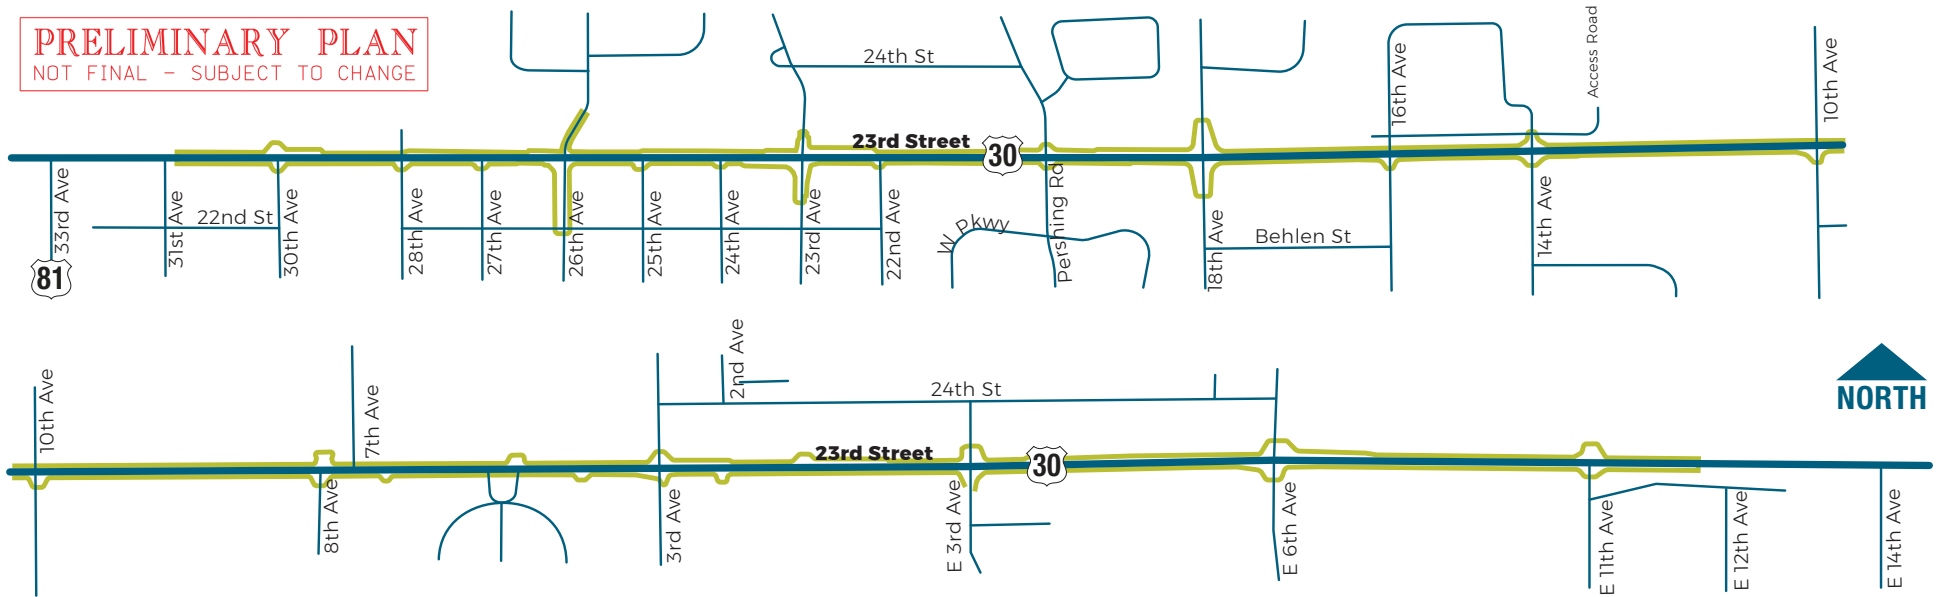 PRELIMINARY PLAN
NOT FINAL - SUBJECT TO CHANGE
24th St
16th Ave
Access Road
10th Ave
23rd Street
30
33rd Ave
31st Ave
22nd St
30th Ave
28th Ave
27th Ave
26th Ave
25th Ave
24th Ave
23rd Ave
22nd Ave
W Pkwy
Pershing Rd
18th Ave
Behlen St
14th Ave
81
10th Ave
7th Ave
2nd Ave
24th St
NORTH
23rd Street
30
8th Ave
3rd Ave
E 3rd Ave
E 6th Ave
E 11th Ave
E 12th Ave
E 14th Ave